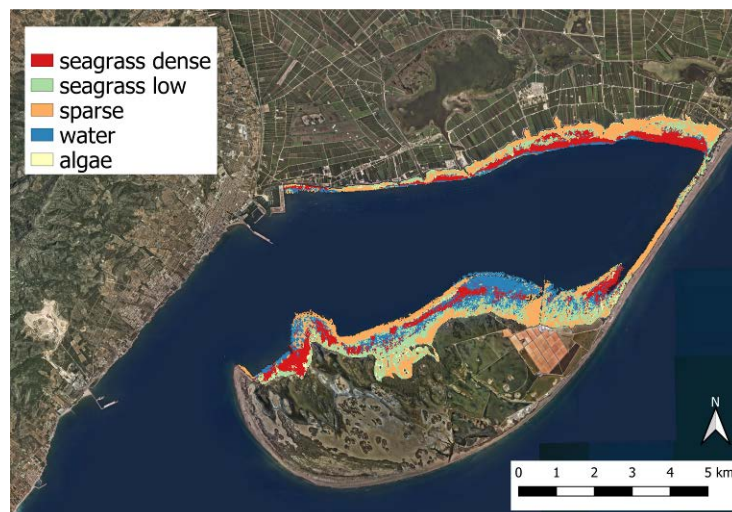 seagrass dense
seagrass low
sparse
water
algae
N
0 1 2 3 4 5 km